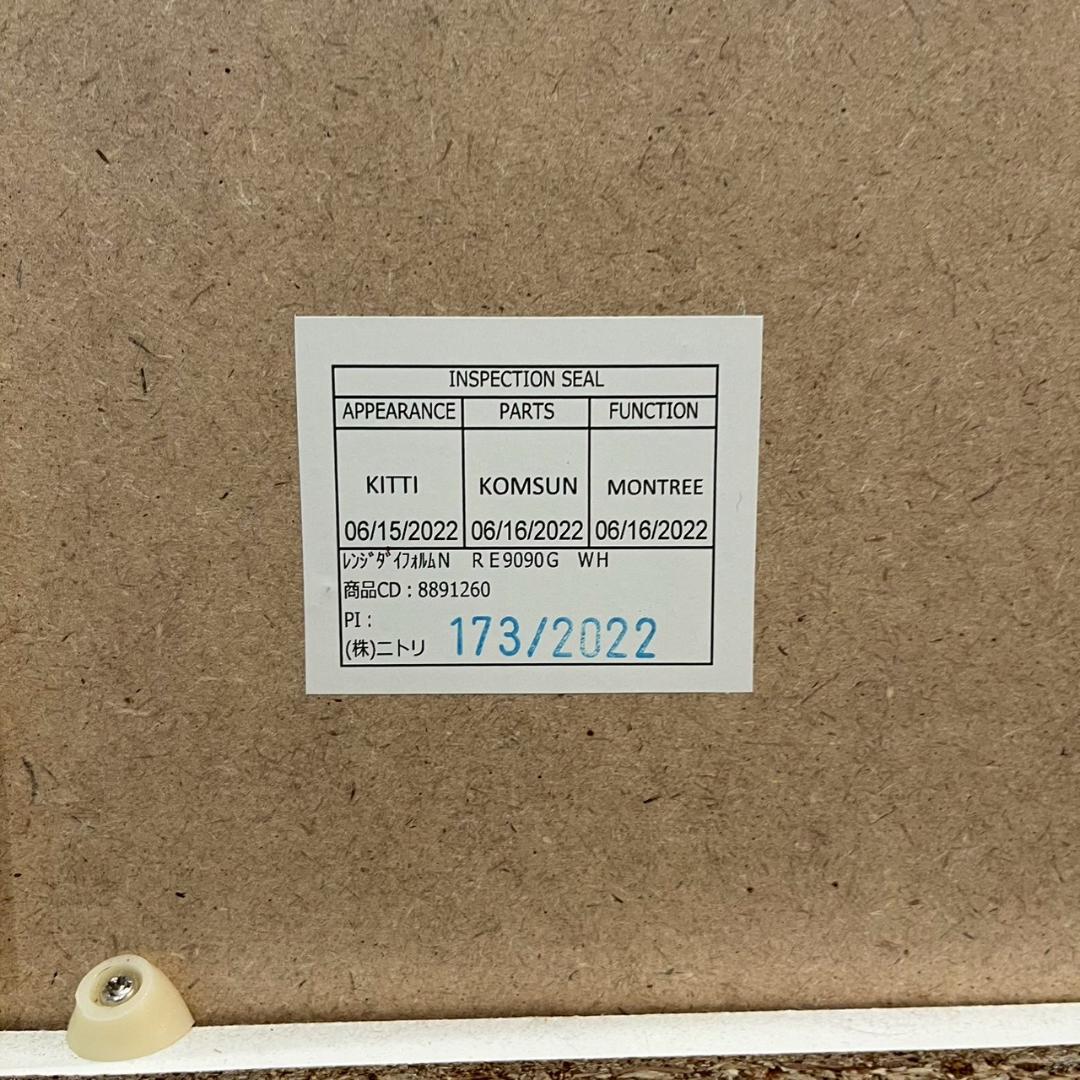 INSPECTION SEAL
APPEARANCE PARTS FUNCTION
KITTI KOMSUN MONTREE
06/15/2022 06/16/2022 06/16/2022
ﾚﾝｼﾞﾀﾞｲﾌｫﾙﾑN RE9090G WH
商品CD：8891260
PI：
(株)ニトリ 173/2022